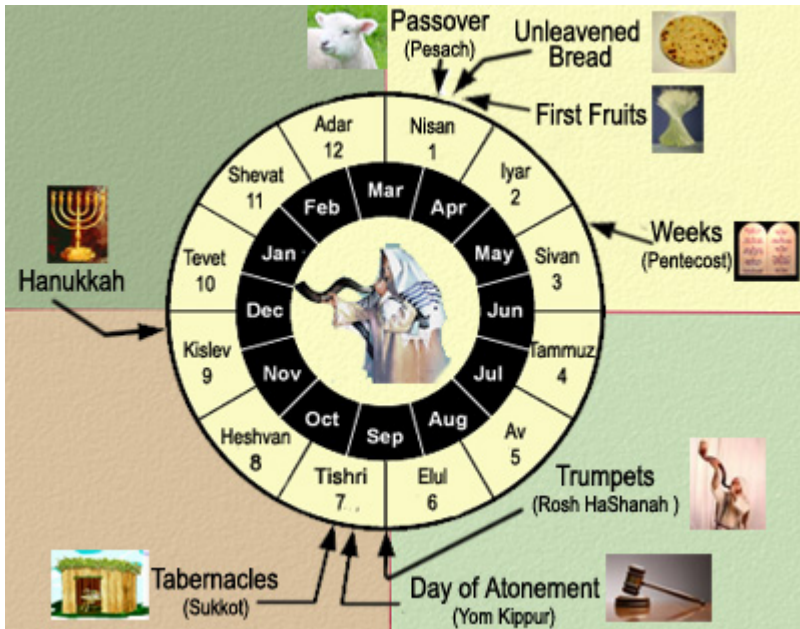 Passover
(Pesach)
Unleavened
Bread
First Fruits
Weeks
(Pentecost)
Hanukkah
Trumpets
(Rosh HaShanah )
Day of Atonement
(Yom Kippur)
Tabernacles
(Sukkot)
Nisan
1
Iyar
2
Sivan
3
Tammuz
4
Av
5
Elul
6
Tishri
7...
Heshvan
8
Kislev
9
Tevet
10
Shevat
11
Adar
12
Mar
Apr
May
Jun
Jul
Aug
Sep
Oct
Nov
Dec
Jan
Feb